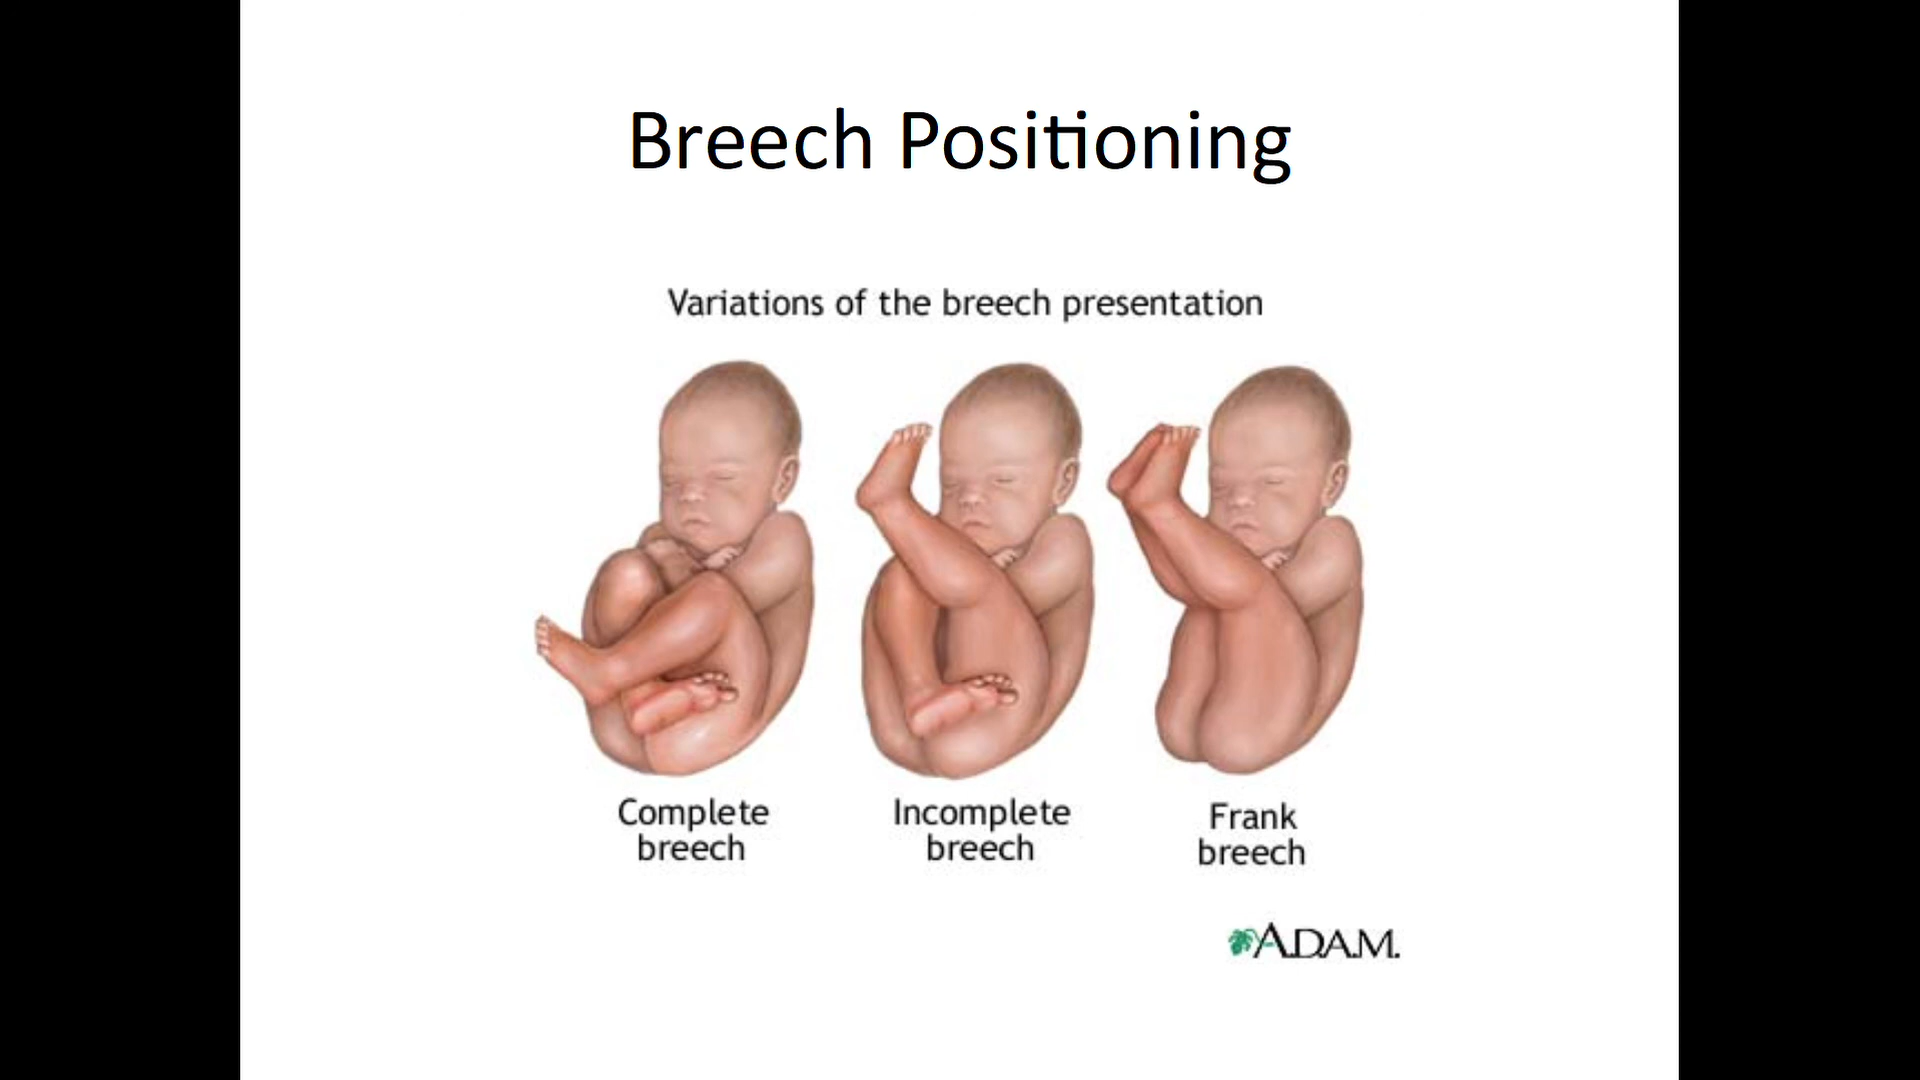 Breech Positioning
Variations of the breech presentation
Complete
breech
Incomplete
breech
Frank
breech
A.D.A.M.